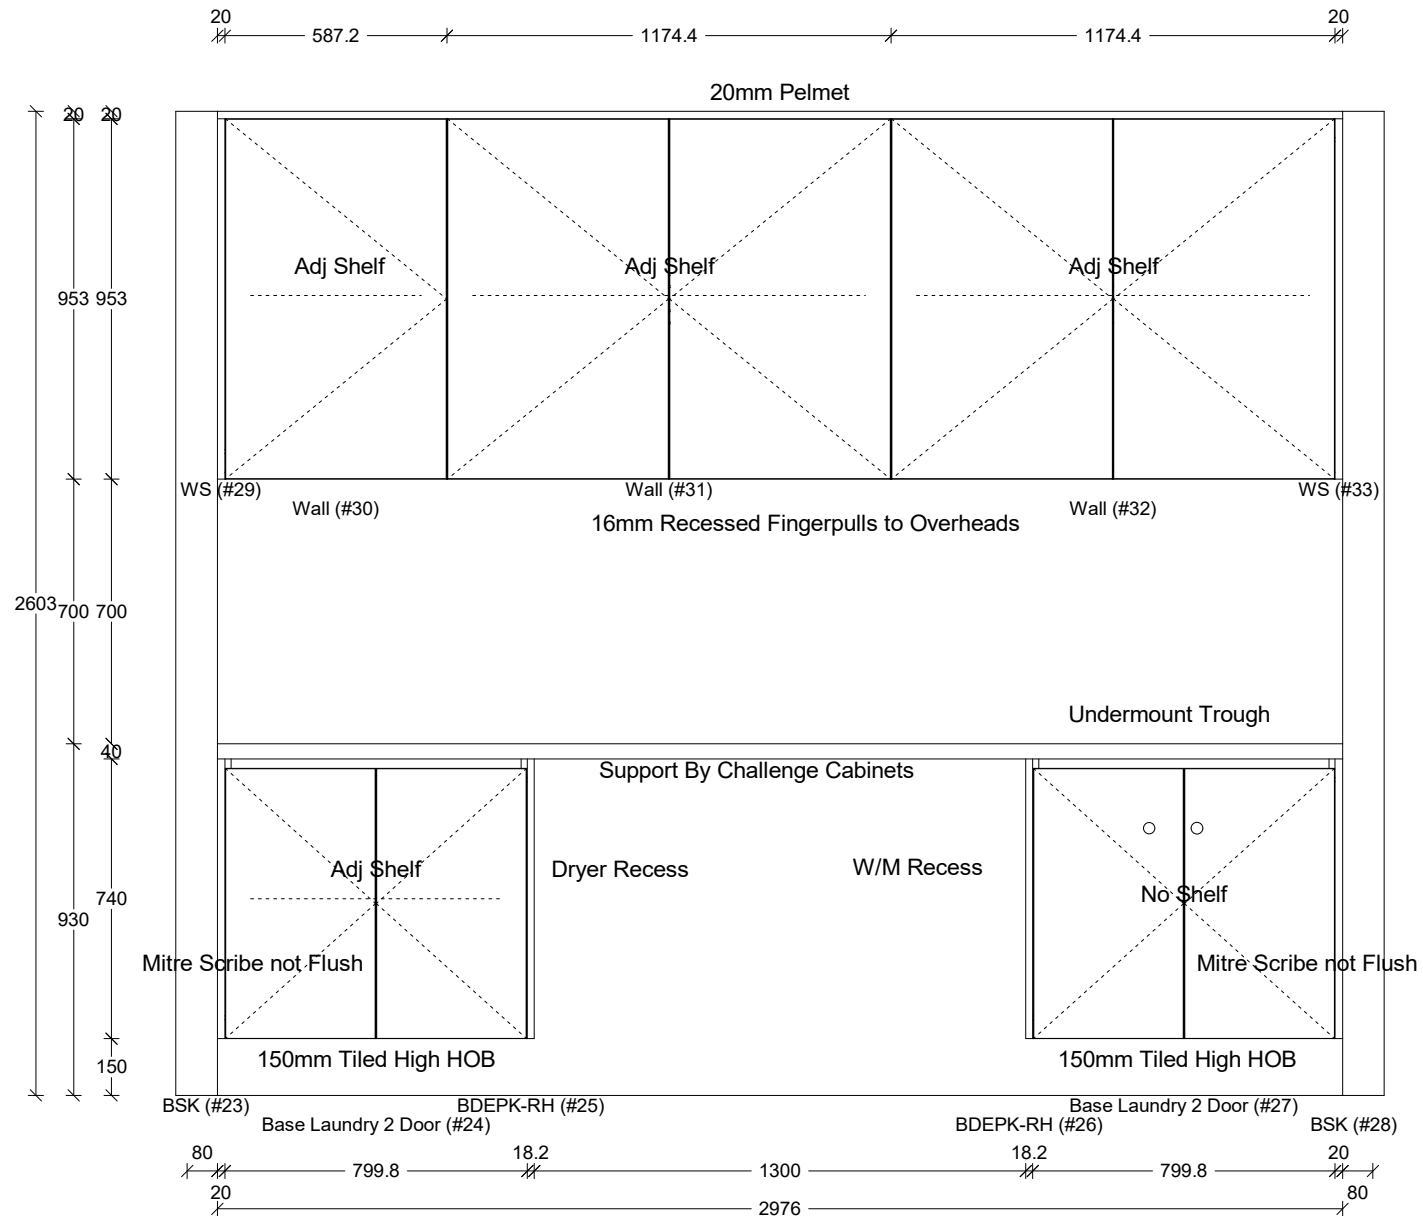 20 20
587.2 1174.4 1174.4
20mm Pelmet
20 20
Adj Shelf Adj Shelf Adj Shelf
953 953
WS (#29) Wall (#31) WS (#33)
Wall (#30) Wall (#32)
16mm Recessed Fingerpulls to Overheads
2603 700 700
Undermount Trough
40
Support By Challenge Cabinets
Adj Shelf Dryer Recess W/M Recess
No Shelf
740
930
Mitre Scribe not Flush Mitre Scribe not Flush
150mm Tiled High HOB 150mm Tiled High HOB
150
BSK (#23) BDEPK-RH (#25) Base Laundry 2 Door (#27)
Base Laundry 2 Door (#24) BDEPK-RH (#26) BSK (#28)
80 18.2 18.2 20
799.8 1300 799.8
20 80
2976